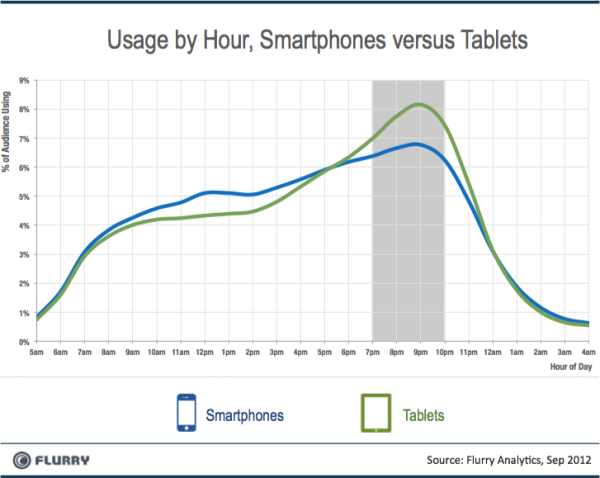 Usage by Hour, Smartphones versus Tablets
% of Audience Using
9%
8%
7%
6%
5%
4%
3%
2%
1%
0%
5am 6am 7am 8am 9am 10am 11am 12pm 1pm 2pm 3pm 4pm 5pm 6pm 7pm 8pm 9pm 10pm 11pm 12am 1am 2am 3am 4am
Hour of Day
Smartphones Tablets
FLURRY Source: Flurry Analytics, Sep 2012